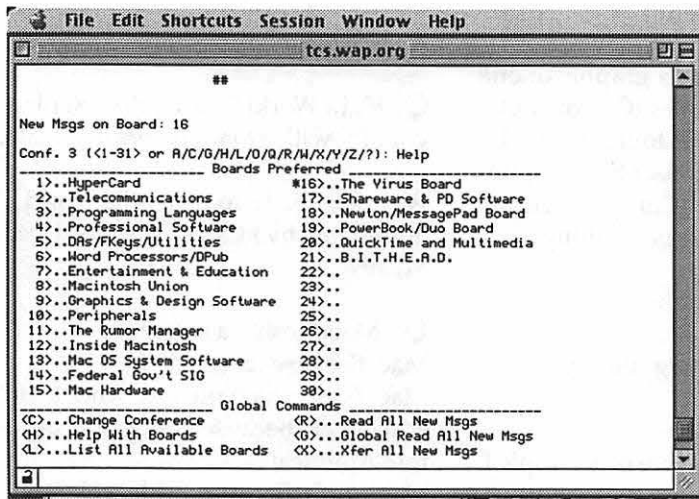 File Edit Shortcuts Session Window Help
tcs.wap.org
##
New Msgs on Board: 16
Conf. 3 (<1-31> or A/C/G/H/L/O/Q/R/W/X/Y/Z/?): Help
Boards Preferred
1>..HyperCard *16>..The Virus Board
2>..Telecommunications 17>..Shareware & PD Software
3>..Programming Languages 18>..Newton/MessagePad Board
4>..Professional Software 19>..PowerBook/Duo Board
5>..DAs/FKeys/Utilities 20>..QuickTime and Multimedia
6>..Word Processors/DPub 21>..B.I.T.H.E.A.D.
7>..Entertainment & Education 22>..
8>..Macintosh Union 23>..
9>..Graphics & Design Software 24>..
10>..Peripherals 25>..
11>..The Rumor Manager 26>..
12>..Inside Macintosh 27>..
13>..Mac OS System Software 28>..
14>..Federal Gov't SIG 29>..
15>..Mac Hardware 30>..
Global Commands
<C>...Change Conference <R>...Read All New Msgs
<H>...Help With Boards <G>...Global Read All New Msgs
<L>...List All Available Boards <X>...Xfer All New Msgs